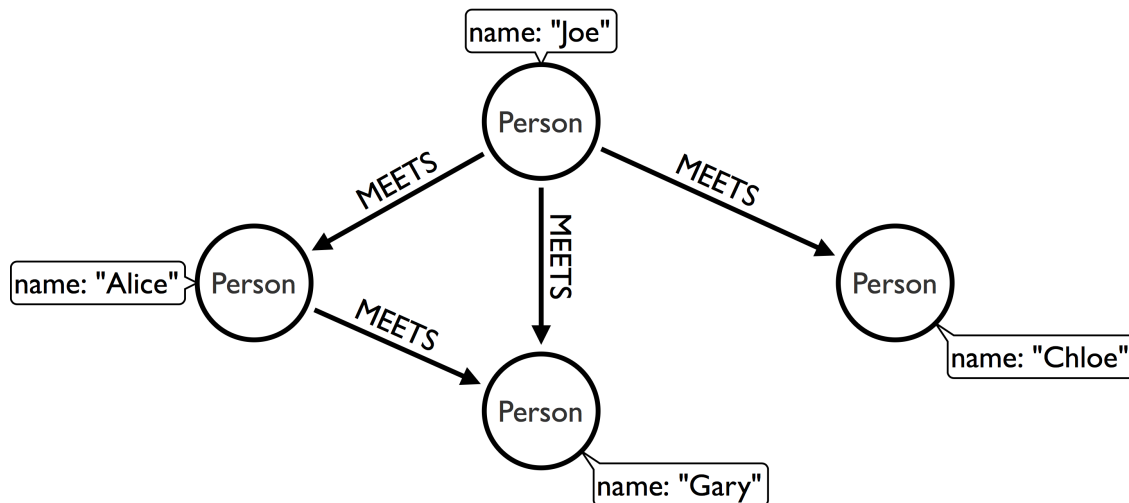 name: "Joe"
Person
MEETS
MEETS
MEETS
name: "Alice"
Person
Person
MEETS
name: "Chloe"
Person
name: "Gary"